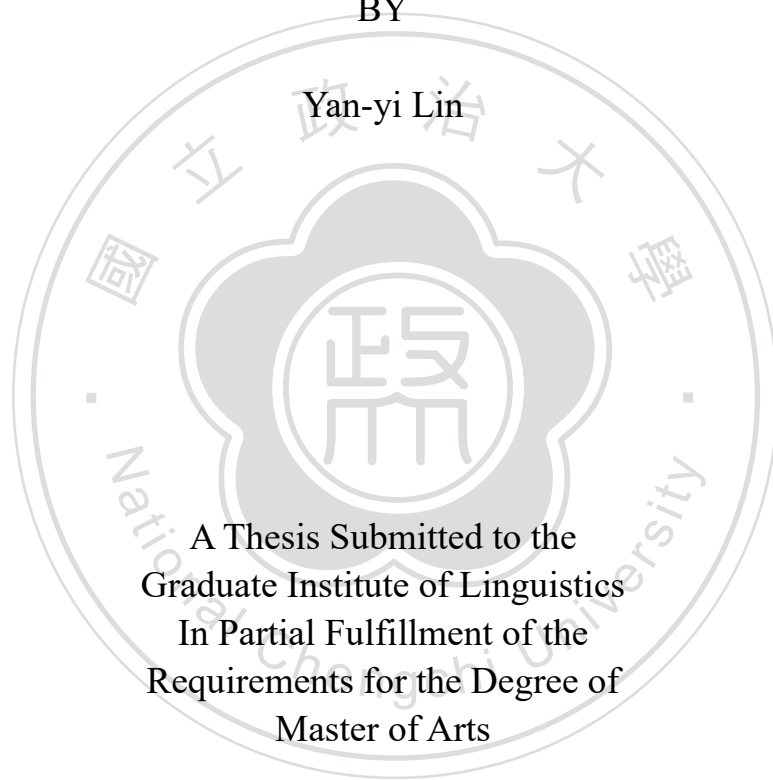 BY
Yan-yi Lin
國立政治大學
政大
National Chengchi University
A Thesis Submitted to the
Graduate Institute of Linguistics
In Partial Fulfillment of the
Requirements for the Degree of
Master of Arts